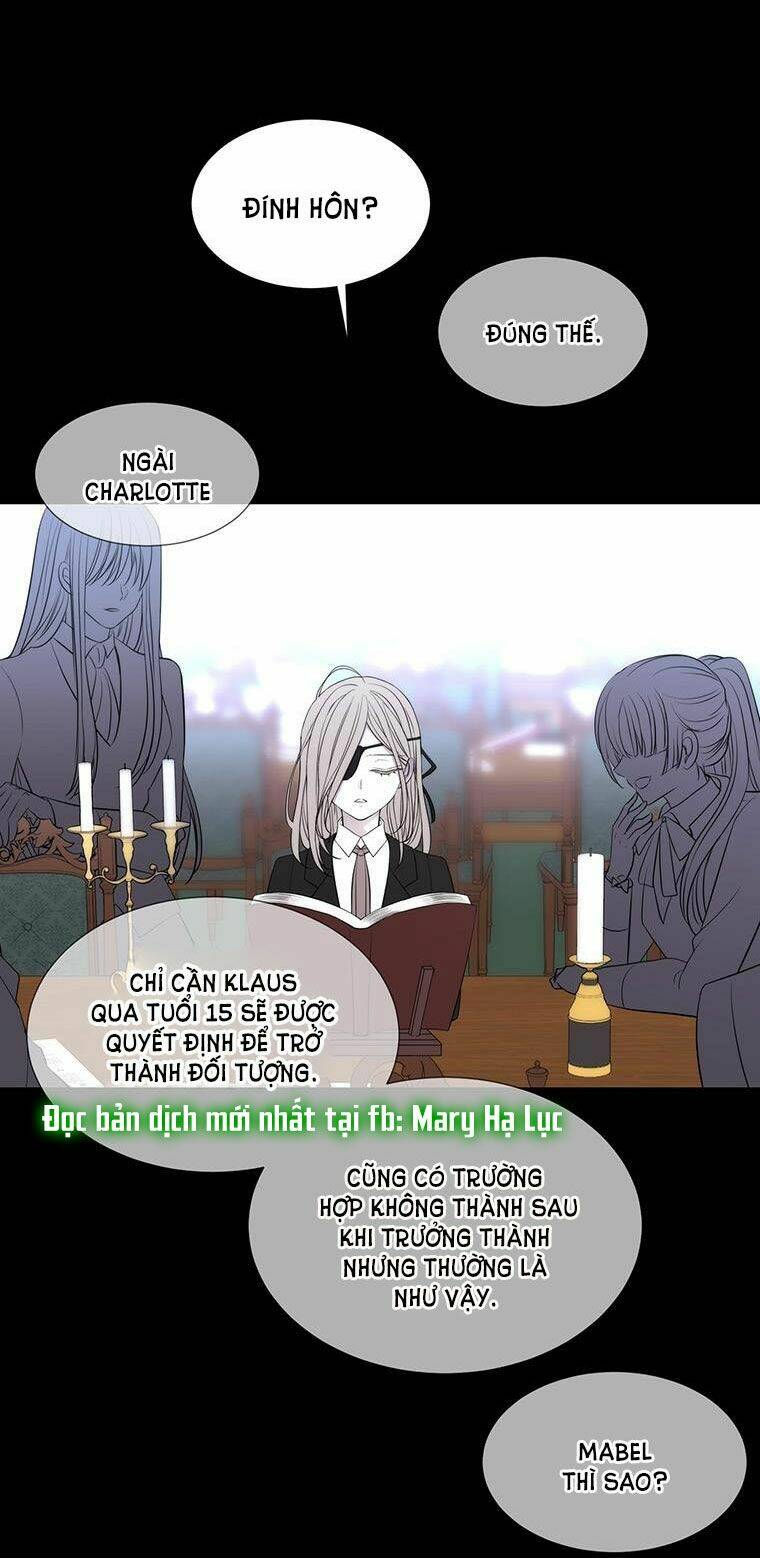 ĐÍNH HÔN?
ĐÚNG THẾ.
NGÀI
CHARLOTTE
CHỈ CẦN KLAUS
QUA TUỔI 15 SẼ ĐƯỢC
QUYẾT ĐỊNH ĐỂ TRỞ
THÀNH ĐỐI TƯỢNG.
Đọc bản dịch mới nhất tại fb: Mary Hạ Lục
CŨNG CÓ TRƯỜNG
HỢP KHÔNG THÀNH SAU
KHI TRƯỞNG THÀNH
NHƯNG THƯỜNG LÀ
NHƯ VẬY.
MABEL
THÌ SAO?